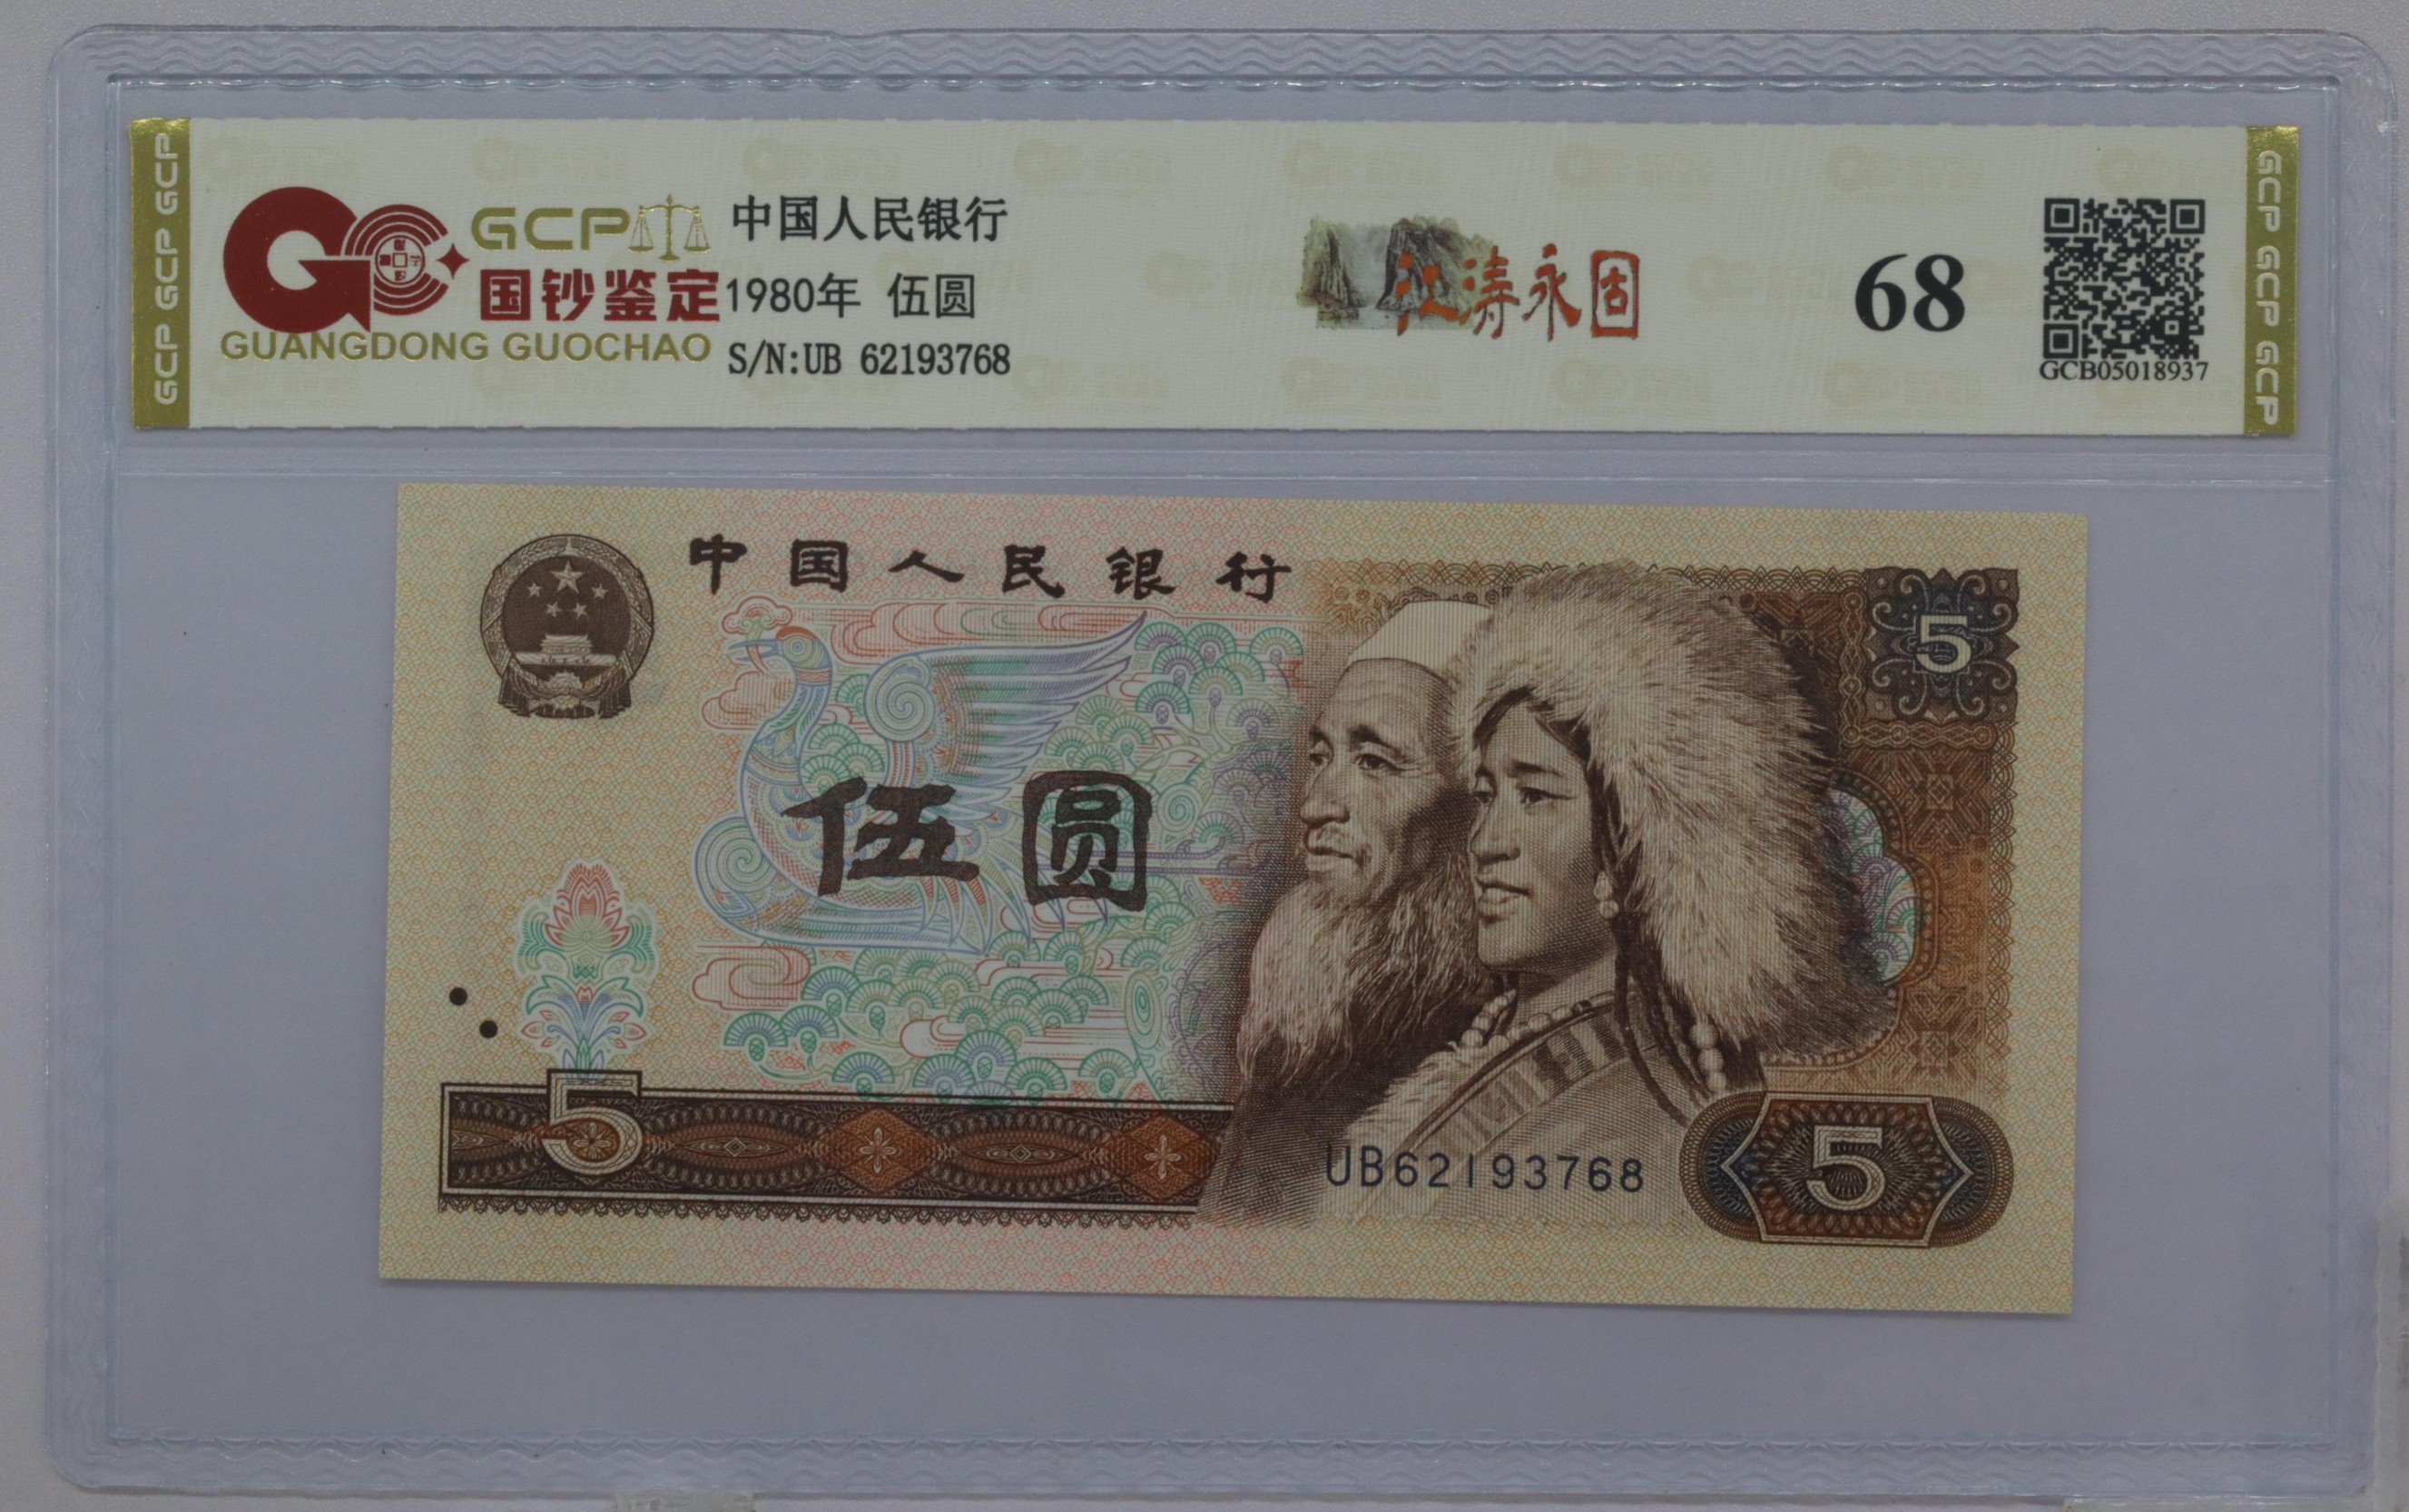 GCP GCP GCP
GCP
国钞鉴定
GUANGDONG GUOCHAO
中国人民银行
1980年 伍圆
S/N:UB 62193768
江涛永固
68
GCB05018937
GCP GCP GCP GCP
中国人民银行
5
伍圆
5
UB62193768
5